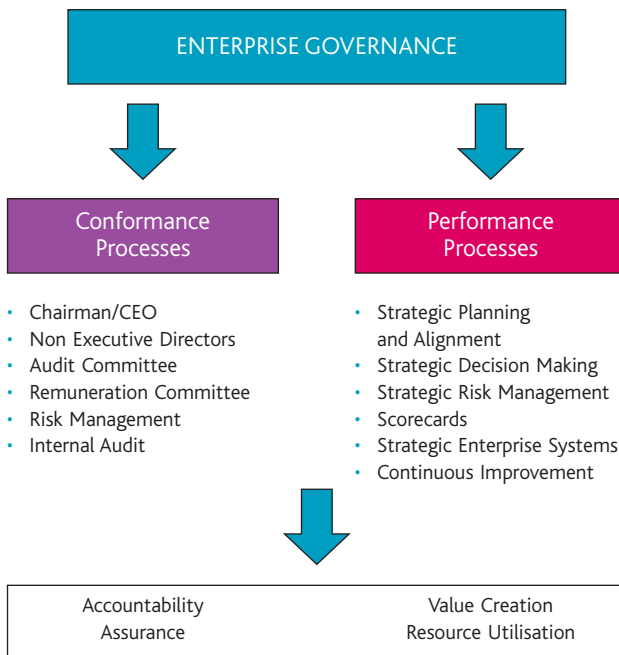 ENTERPRISE GOVERNANCE
Conformance
Processes
• Chairman/CEO
• Non Executive Directors
• Audit Committee
• Remuneration Committee
• Risk Management
• Internal Audit
Performance
Processes
• Strategic Planning
and Alignment
• Strategic Decision Making
• Strategic Risk Management
• Scorecards
• Strategic Enterprise Systems
• Continuous Improvement
Accountability
Assurance
Value Creation
Resource Utilisation